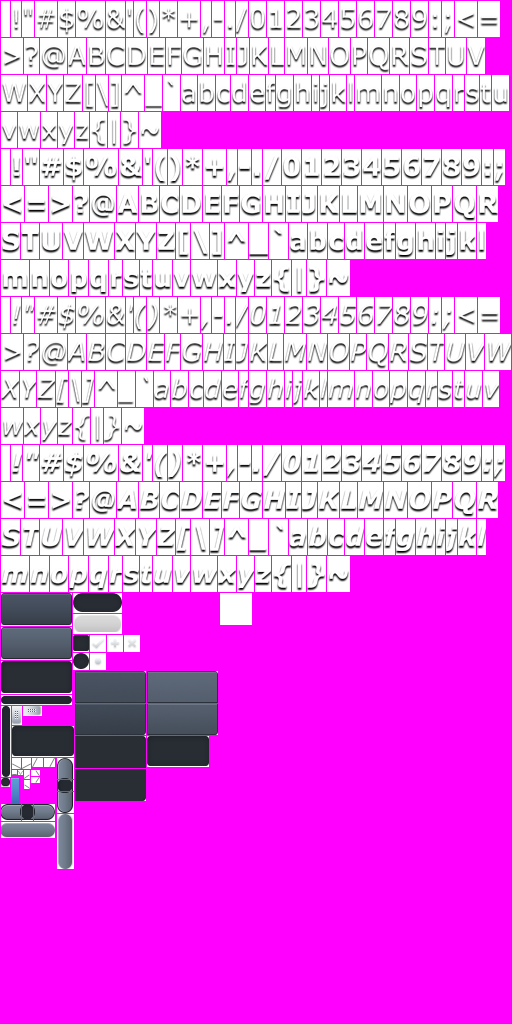 !"#$%&'()*+,-./0123456789:;<=
>?@ABCDEFGHIJKLMNOPQRSTUV
WXYZ[\]^_`abcdefghijklmnopqrstu
vwxyz{|}~
!"#$%&'()*+,-./0123456789:;
<=>?@ABCDEFGHIJKLMNOPQR
STUVWXYZ[\]^_`abcdefghijkl
mnopqrstuvwxyz{|}~
!"#$%&'()*+,-./0123456789:;<=
>?@ABCDEFGHIJKLMNOPQRSTUVW
XYZ[\]^_`abcdefghijklmnopqrstuv
wxyz{|}~
!"#$%&'()*+,-./0123456789:;
<=>?@ABCDEFGHIJKLMNOPQR
STUVWXYZ[\]^_`abcdefghijkl
mnopqrstuvwxyz{|}~